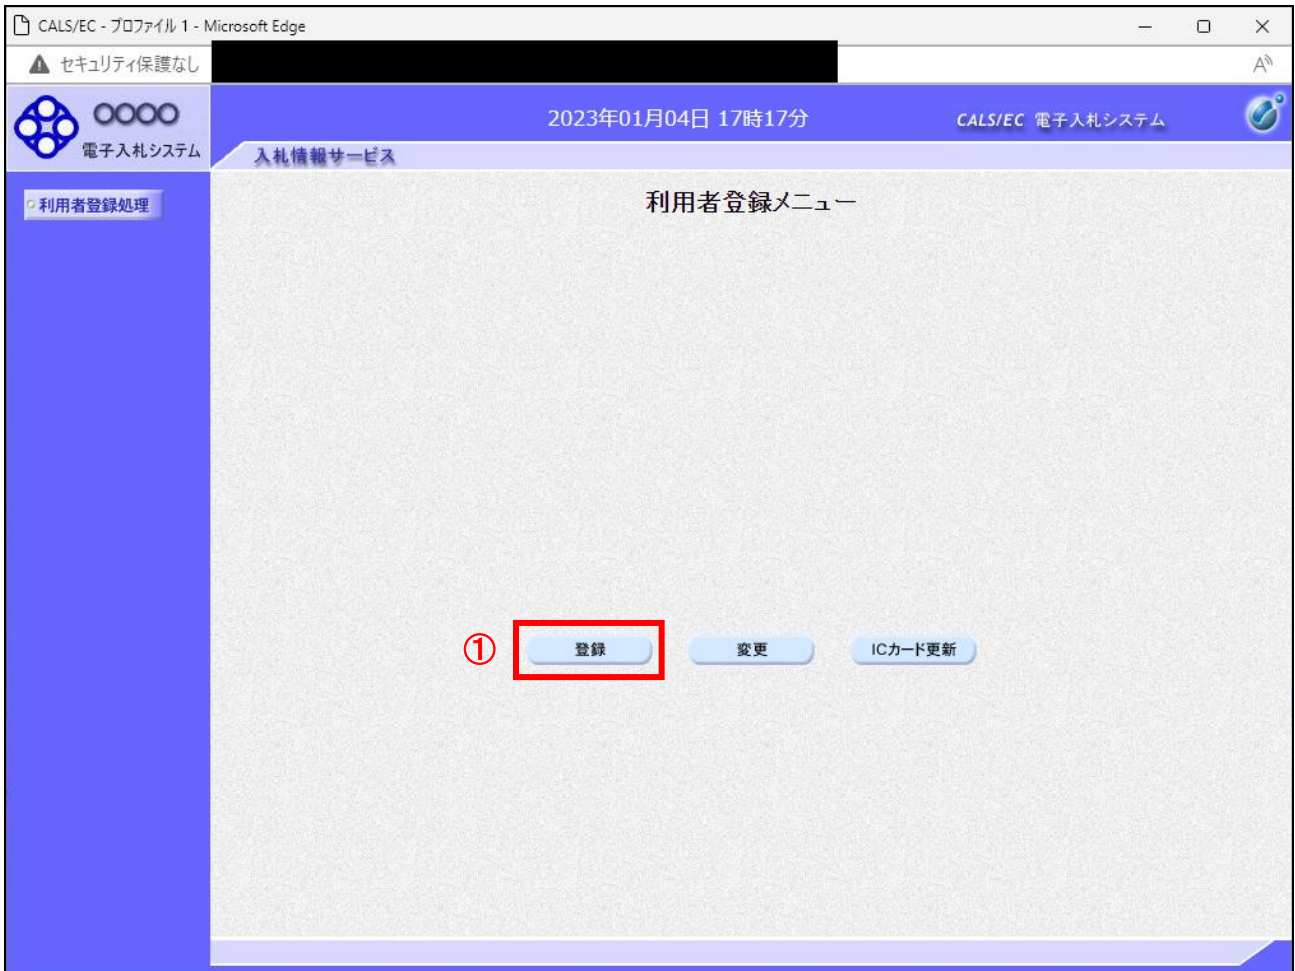 CALS/EC - プロファイル 1 - Microsoft Edge
セキュリティ保護なし
〇〇〇〇
電子入札システム
2023年01月04日 17時17分
CALS/EC 電子入札システム
入札情報サービス
利用者登録処理
利用者登録メニュー
① 登録 変更 ICカード更新